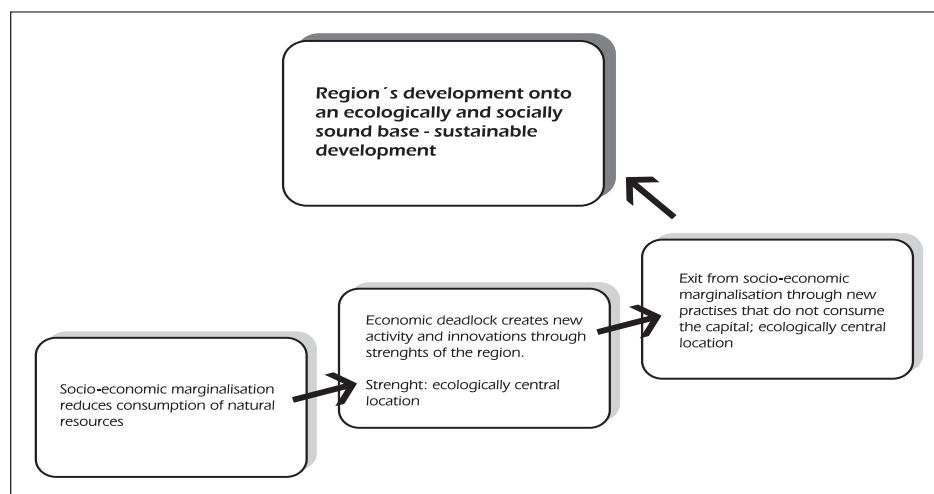 Region´s development onto
an ecologically and socially
sound base - sustainable
development
Exit from socio-economic
marginalisation through new
practises that do not consume
the capital; ecologically central
location
Economic deadlock creates new
activity and innovations through
strenghts of the region.
Strenght: ecologically central
location
Socio-economic marginalisation
reduces consumption of natural
resources